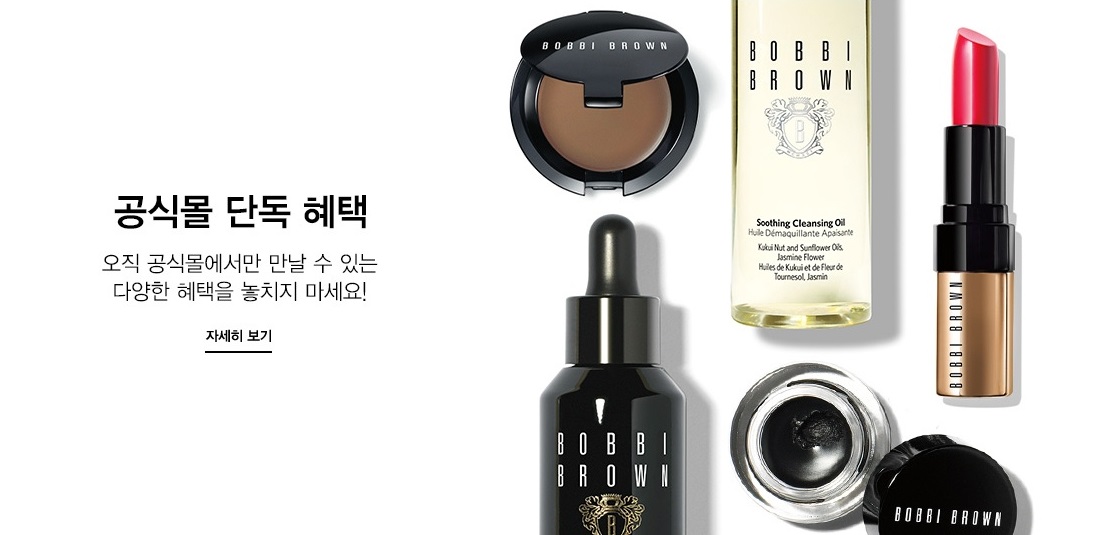 공식몰 단독 혜택
오직 공식몰에서만 만날 수 있는
다양한 혜택을 놓치지 마세요!
자세히 보기
BOBBI BROWN
BOBBI
BROWN
B
Soothing Cleansing Oil
Huile Démaquillante Apaisante
Kukui Nut and Sunflower Oils,
Jasmine Flower
Huiles de Kukui et de Fleur de
Tournesol, Jasmin
BOBBI BROWN
BOBBI
BROWN
B
BOBBI BROWN